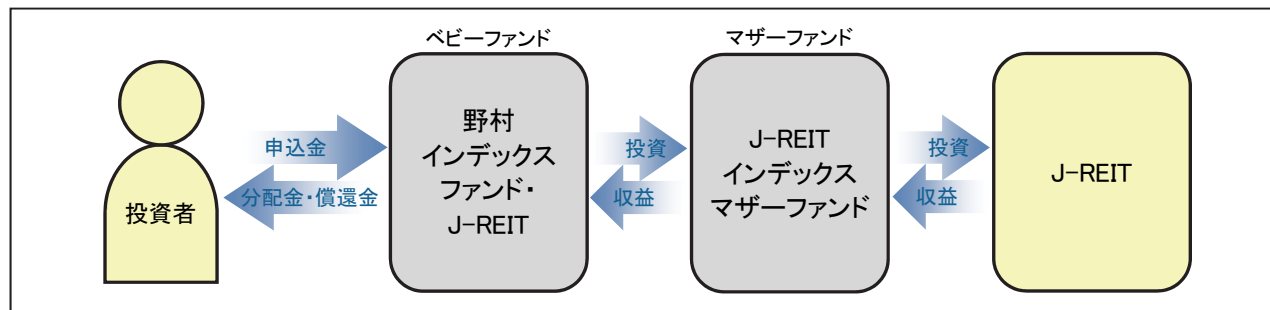 ベビーファンド
マザーファンド
投資者
申込金
分配金・償還金
野村
インデックス
ファンド・
J-REIT
投資
収益
J-REIT
インデックス
マザーファンド
投資
収益
J-REIT